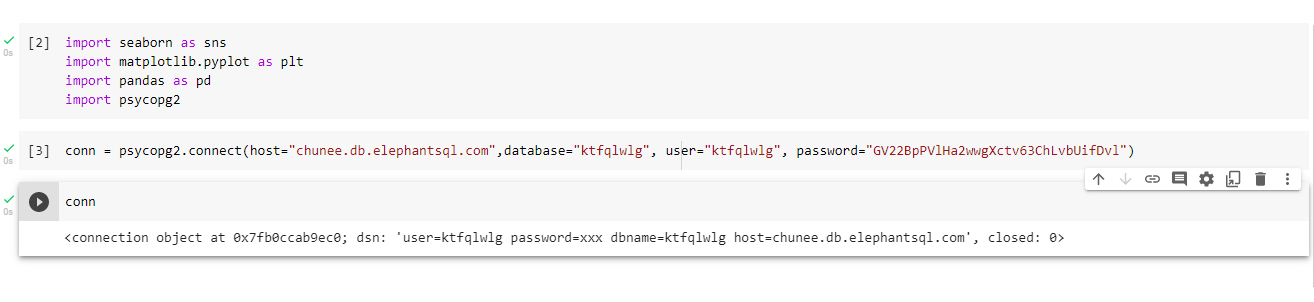 [2] import seaborn as sns
import matplotlib.pyplot as plt
import pandas as pd
import psycopg2
0s
[3] conn = psycopg2.connect(host="chunee.db.elephantsql.com",database="ktfqlwlg", user="ktfqlwlg", password="GV22BpPVlHa2wwgXctv63ChLvbUifDvl")
0s
conn
0s
<connection object at 0x7fb0ccab9ec0; dsn: 'user=ktfqlwlg password=xxx dbname=ktfqlwlg host=chunee.db.elephantsql.com', closed: 0>